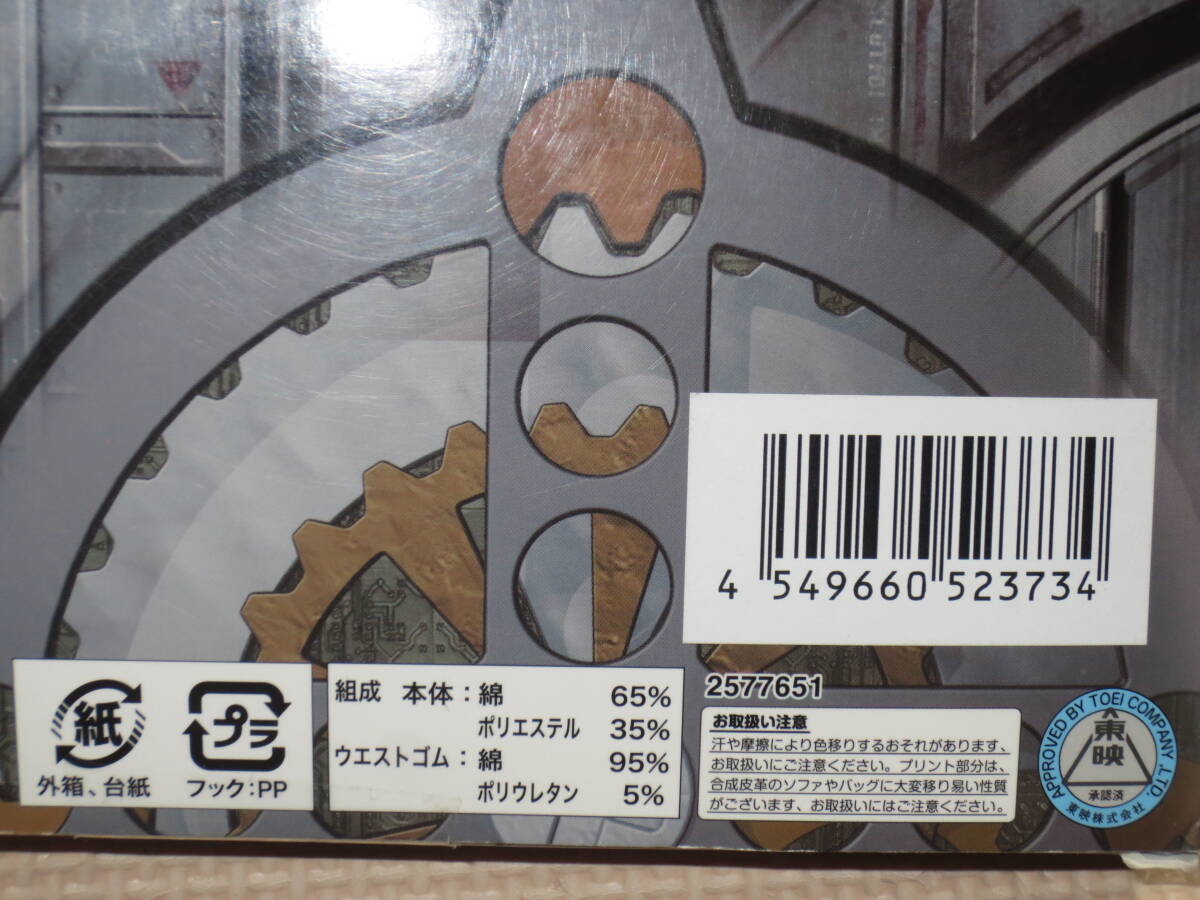 4 549660 523734
2577651
紙
外箱、台紙
プラ
フック:PP
組成 本体:綿 65%
ポリエステル 35%
ウエストゴム:綿 95%
ポリウレタン 5%
お取扱い注意
汗や摩擦により色移りするおそれがあります、
お取扱いにご注意ください。プリント部分は、
合成皮革のソファやバッグに大変移り易い性質
がございます、お取扱いにはご注意ください。
APPROVED BY TOEI COMPANY ,LTD.
東映
承認済
東映株式会社